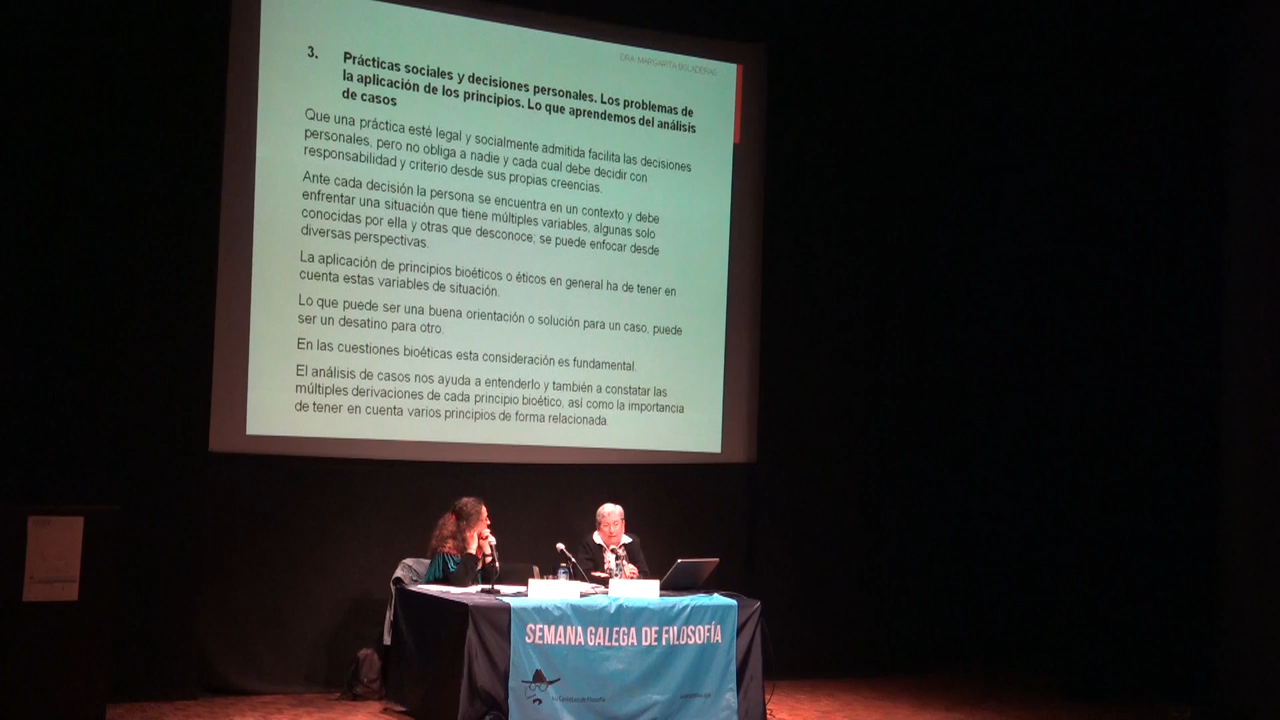 DRA. MARGARITA BOLADERAS
3. Prácticas sociales y decisiones personales. Los problemas de
la aplicación de los principios. Lo que aprendemos del análisis
de casos
Que una práctica esté legal y socialmente admitida facilita las decisiones
personales, pero no obliga a nadie y cada cual debe decidir con
responsabilidad y criterio desde sus propias creencias.
Ante cada decisión la persona se encuentra en un contexto y debe
enfrentar una situación que tiene múltiples variables, algunas solo
conocidas por ella y otras que desconoce; se puede enfocar desde
diversas perspectivas.
La aplicación de principios bioéticos o éticos en general ha de tener en
cuenta estas variables de situación.
Lo que puede ser una buena orientación o solución para un caso, puede
ser un desatino para otro.
En las cuestiones bioéticas esta consideración es fundamental.
El análisis de casos nos ayuda a entenderlo y también a constatar las
múltiples derivaciones de cada principio bioético, así como la importancia
de tener en cuenta varios principios de forma relacionada.
SEMANA GALEGA DE FILOSOFÍA
de Filosofía